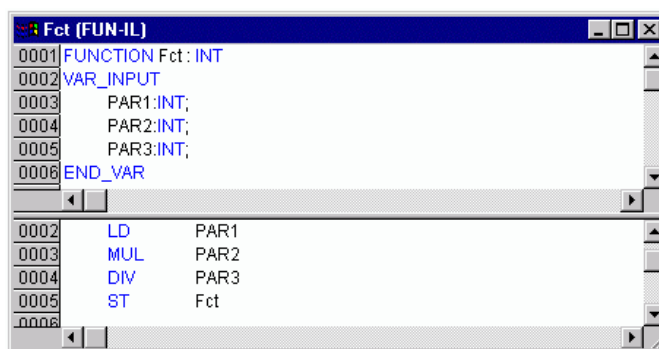 Fct (FUN-IL)
0001 FUNCTION Fct : INT
0002 VAR_INPUT
0003 PAR1:INT;
0004 PAR2:INT;
0005 PAR3:INT;
0006 END_VAR
0002 LD PAR1
0003 MUL PAR2
0004 DIV PAR3
0005 ST Fct
0006